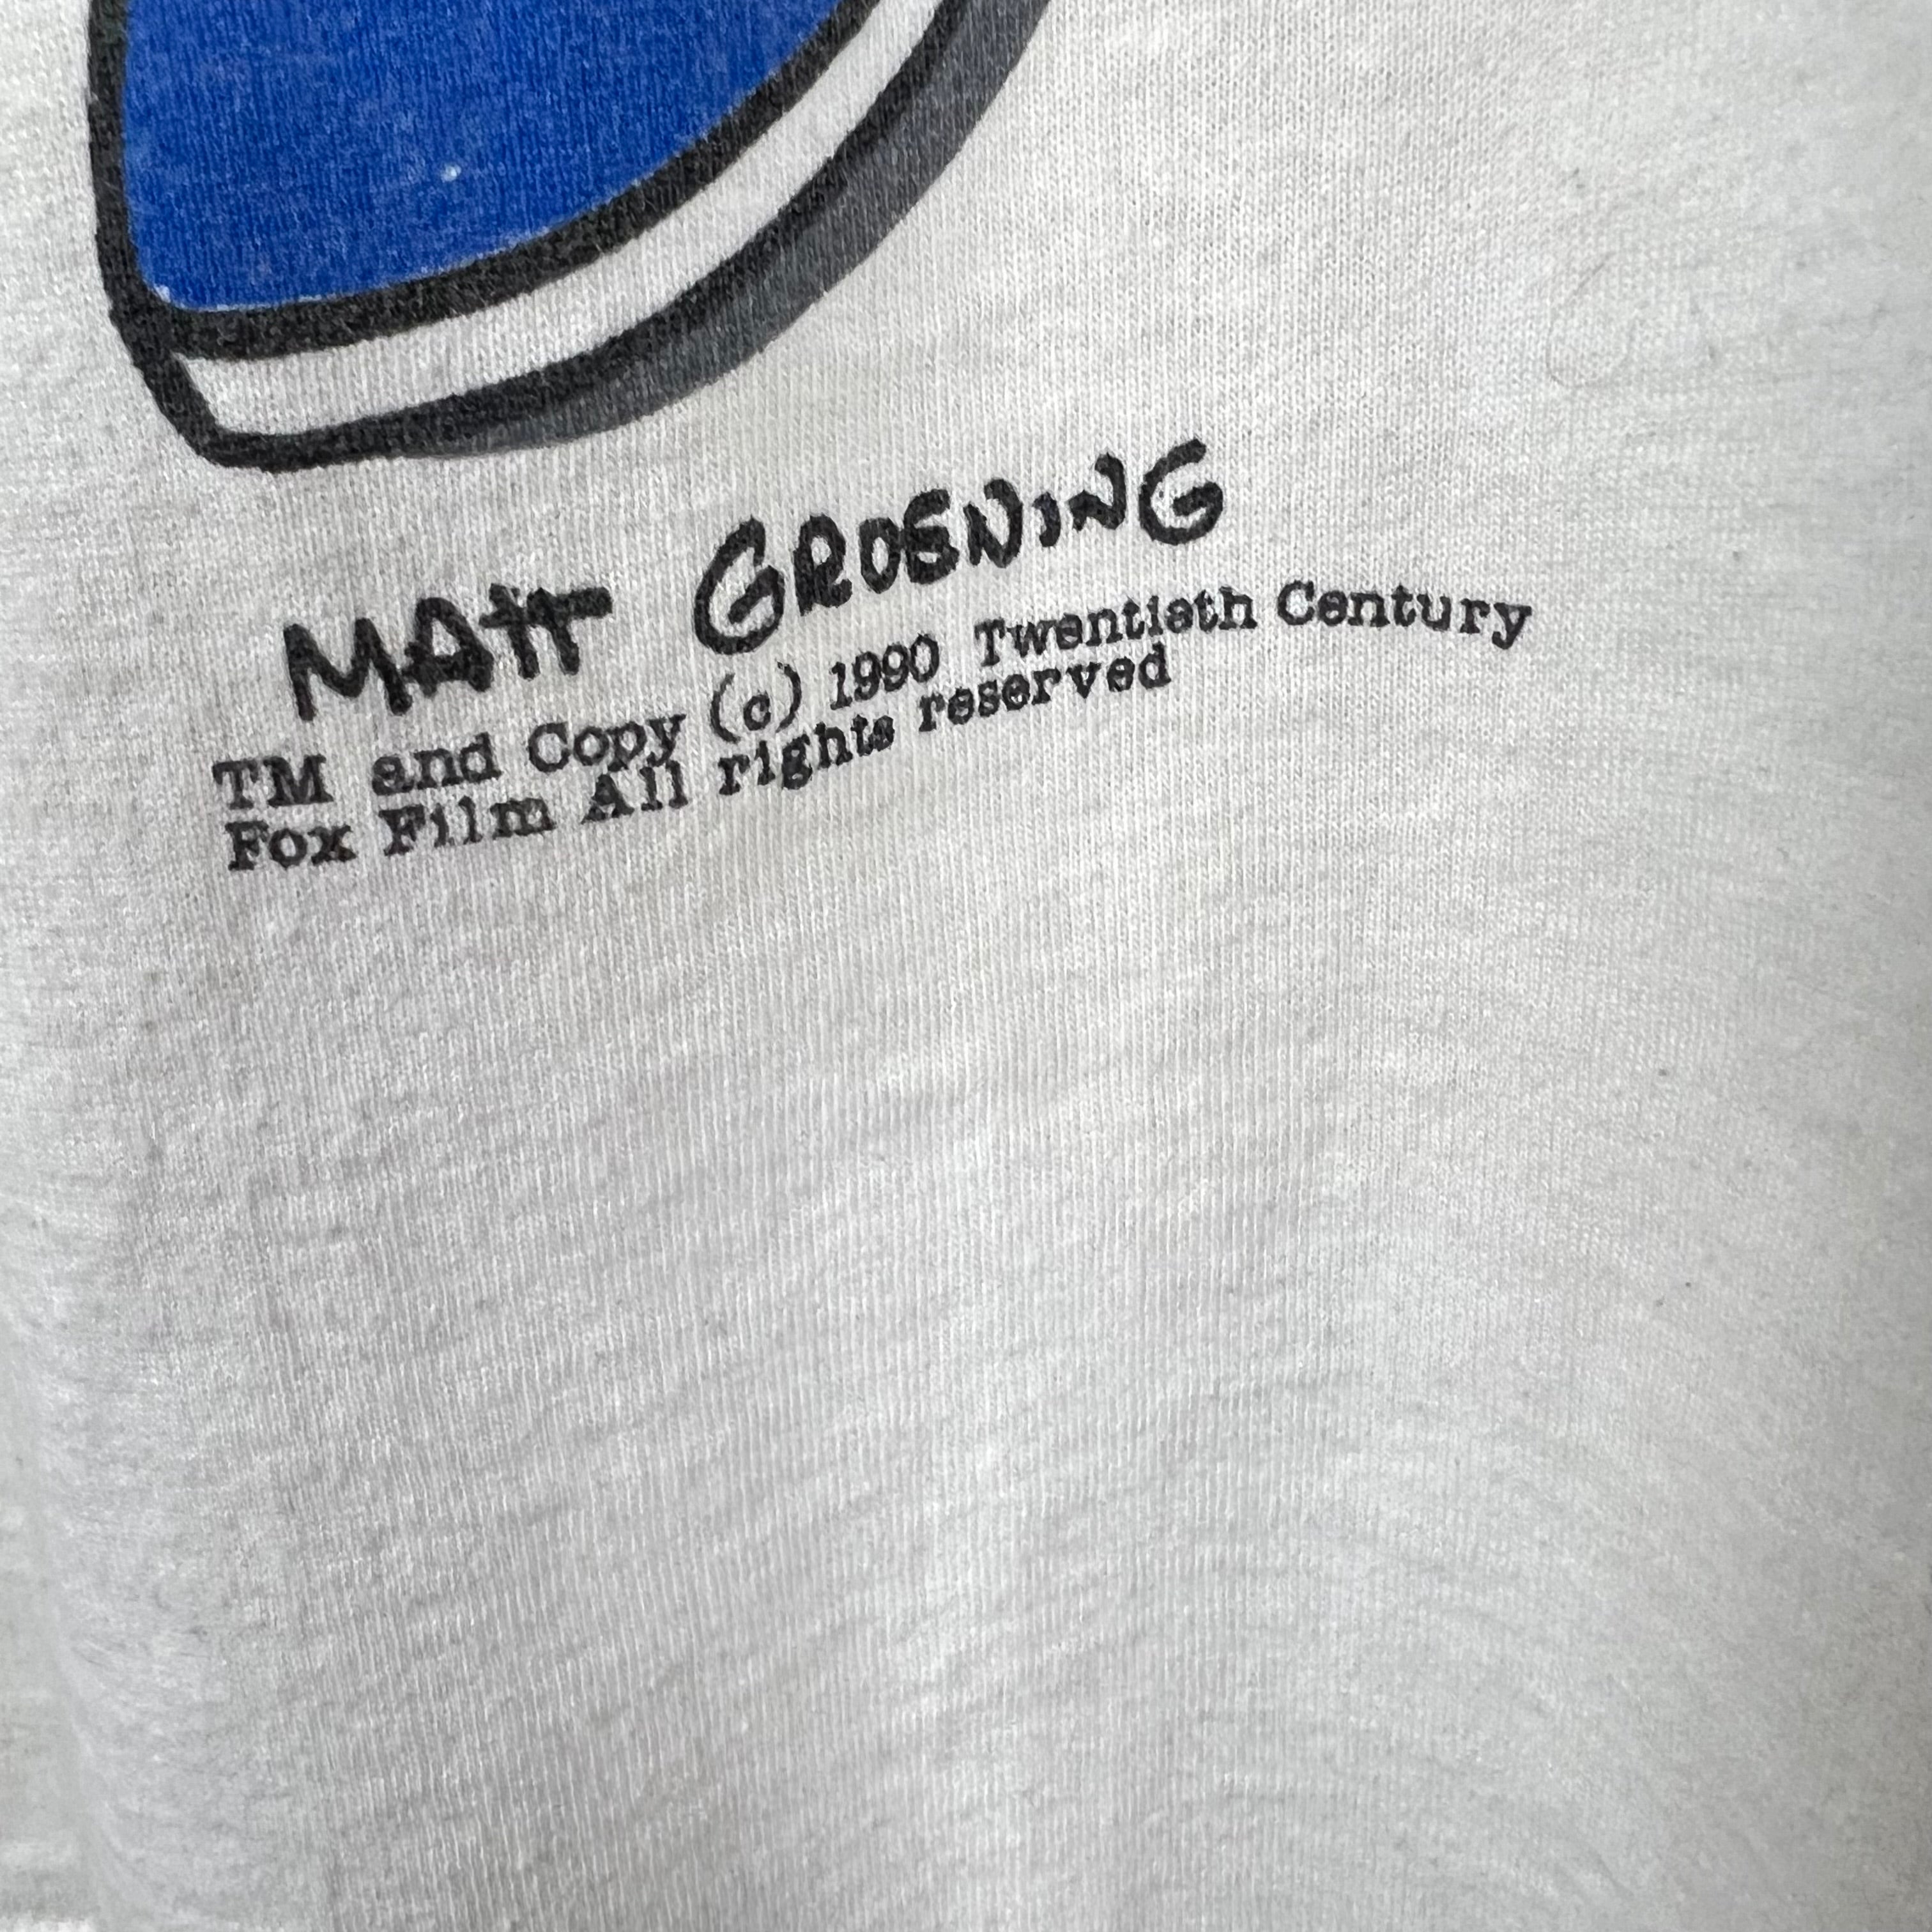 MATT GROENING
TM and Copy (c) 1990 Twentieth Century
Fox Film All rights reserved